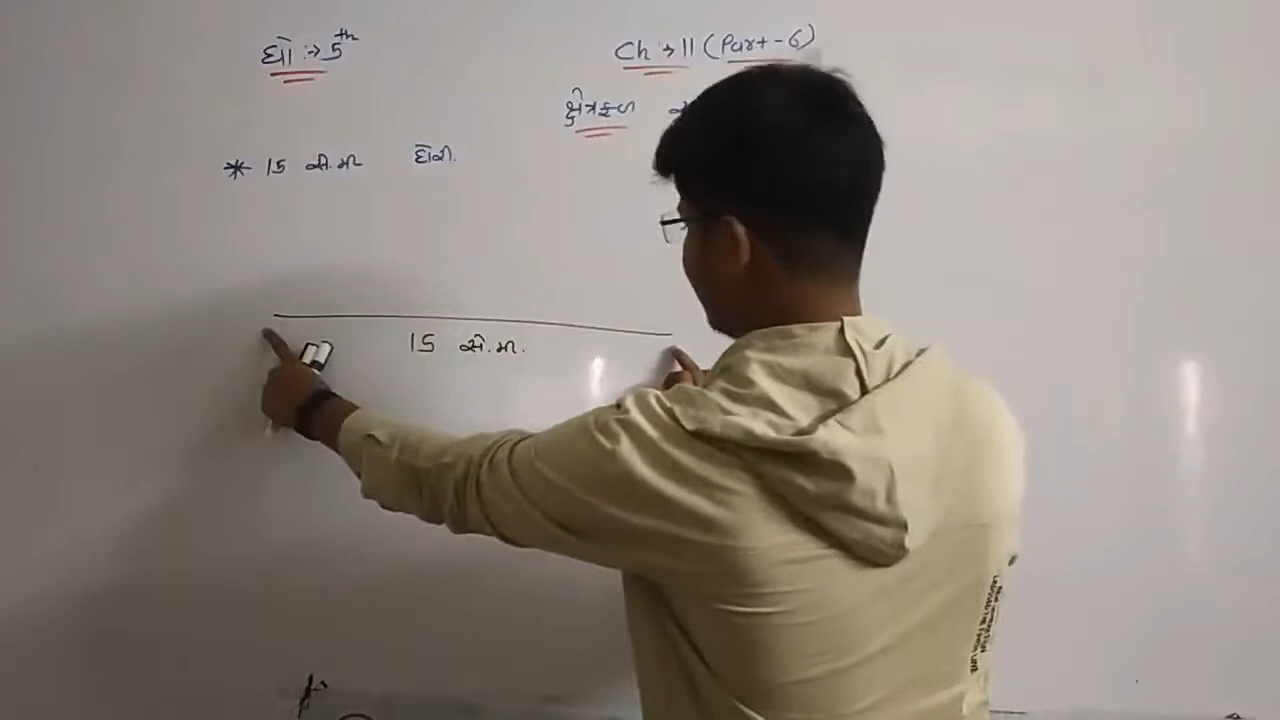 ધો :→ 5th
Ch → 11 (Part - 6)
ક્ષેત્રફળ
* 15 સે.મી દોરી.
15 સે.મી.